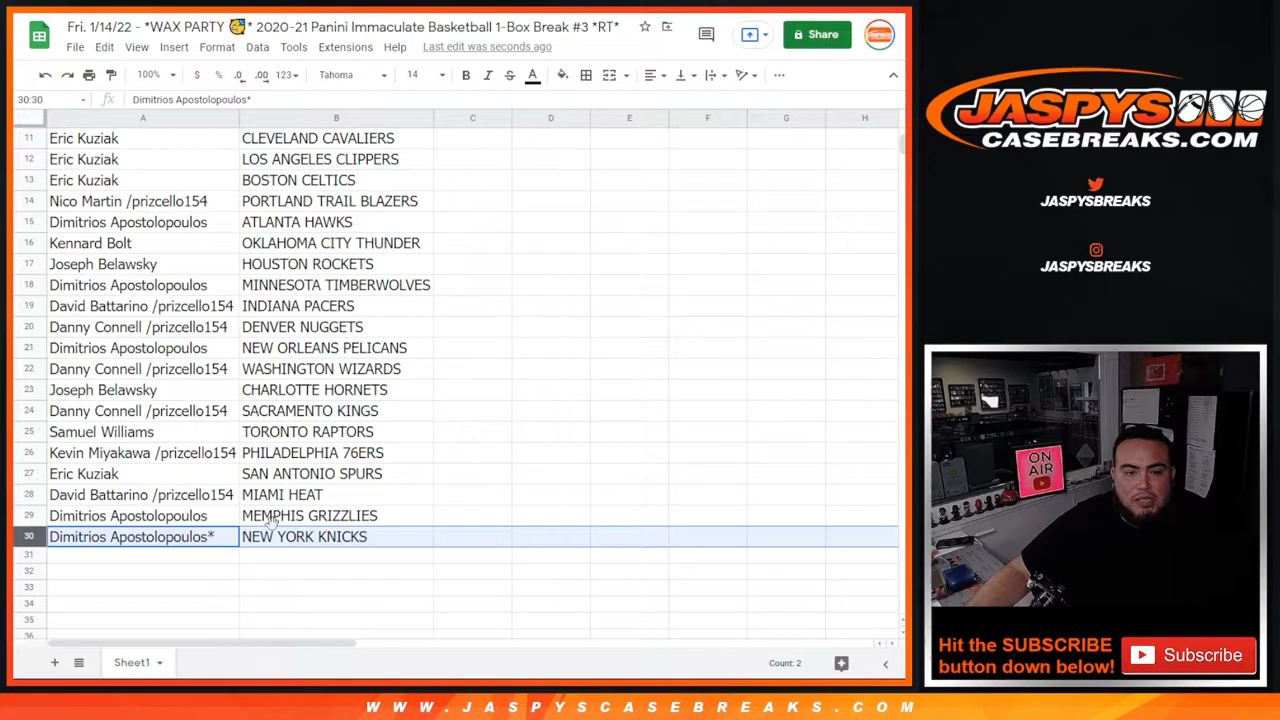 Fri. 1/14/22 - *WAX PARTY 🥳* 2020-21 Panini Immaculate Basketball 1-Box Break #3 *RT*
File Edit View Insert Format Data Tools Extensions Help Last edit was seconds ago
Share
100% $ % .0 .00 123 Tahoma 14 B I S A
30:30 fx Dimitrios Apostolopoulos*
A B C D E F G H
11 Eric Kuziak CLEVELAND CAVALIERS
12 Eric Kuziak LOS ANGELES CLIPPERS
13 Eric Kuziak BOSTON CELTICS
14 Nico Martin /prizcello154 PORTLAND TRAIL BLAZERS
15 Dimitrios Apostolopoulos ATLANTA HAWKS
16 Kennard Bolt OKLAHOMA CITY THUNDER
17 Joseph Belawsky HOUSTON ROCKETS
18 Dimitrios Apostolopoulos MINNESOTA TIMBERWOLVES
19 David Battarino /prizcello154 INDIANA PACERS
20 Danny Connell /prizcello154 DENVER NUGGETS
21 Dimitrios Apostolopoulos NEW ORLEANS PELICANS
22 Danny Connell /prizcello154 WASHINGTON WIZARDS
23 Joseph Belawsky CHARLOTTE HORNETS
24 Danny Connell /prizcello154 SACRAMENTO KINGS
25 Samuel Williams TORONTO RAPTORS
26 Kevin Miyakawa /prizcello154 PHILADELPHIA 76ERS
27 Eric Kuziak SAN ANTONIO SPURS
28 David Battarino /prizcello154 MIAMI HEAT
29 Dimitrios Apostolopoulos MEMPHIS GRIZZLIES
30 Dimitrios Apostolopoulos* NEW YORK KNICKS
31
32
33
34
35
36
Sheet1
Count: 2
JASPYS
CASEBREAKS.COM
JASPYSBREAKS
JASPYSBREAKS
ON
AIR
Hit the SUBSCRIBE
button down below!
Subscribe
WWW.JASPYSCASEBREAKS.COM